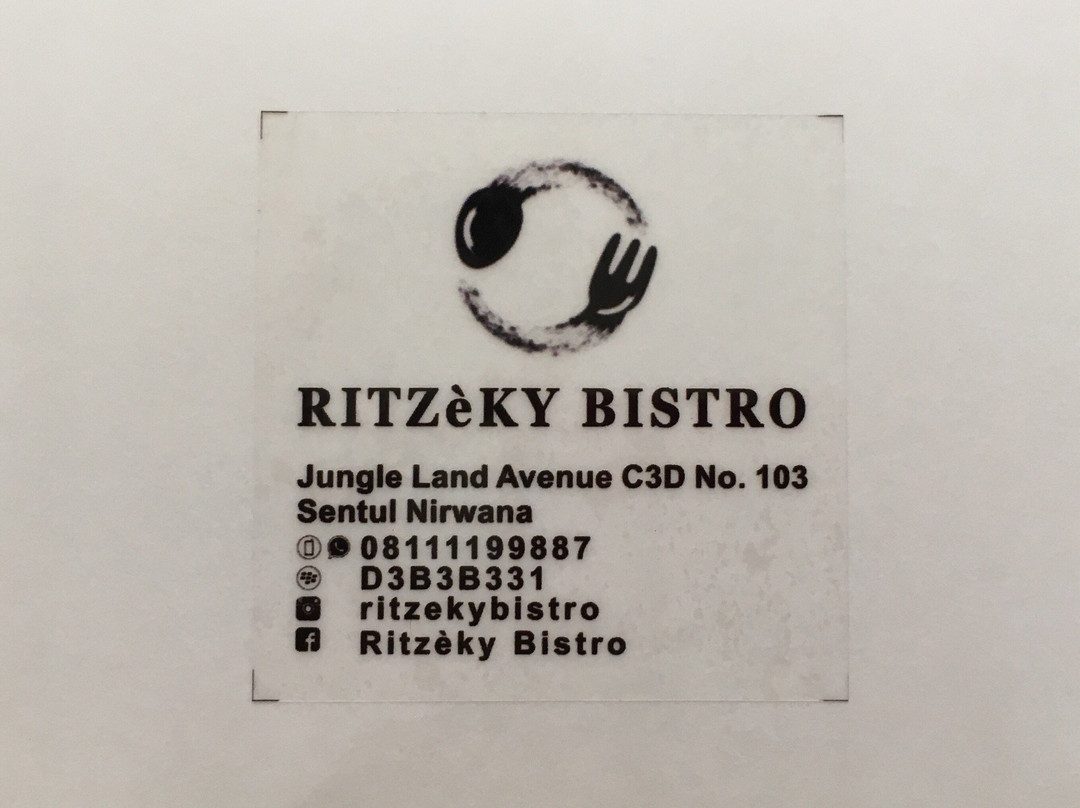 RITZèKY BISTRO
Jungle Land Avenue C3D No. 103
Sentul Nirwana
08111199887
D3B3B331
ritzekybistro
Ritzèky Bistro